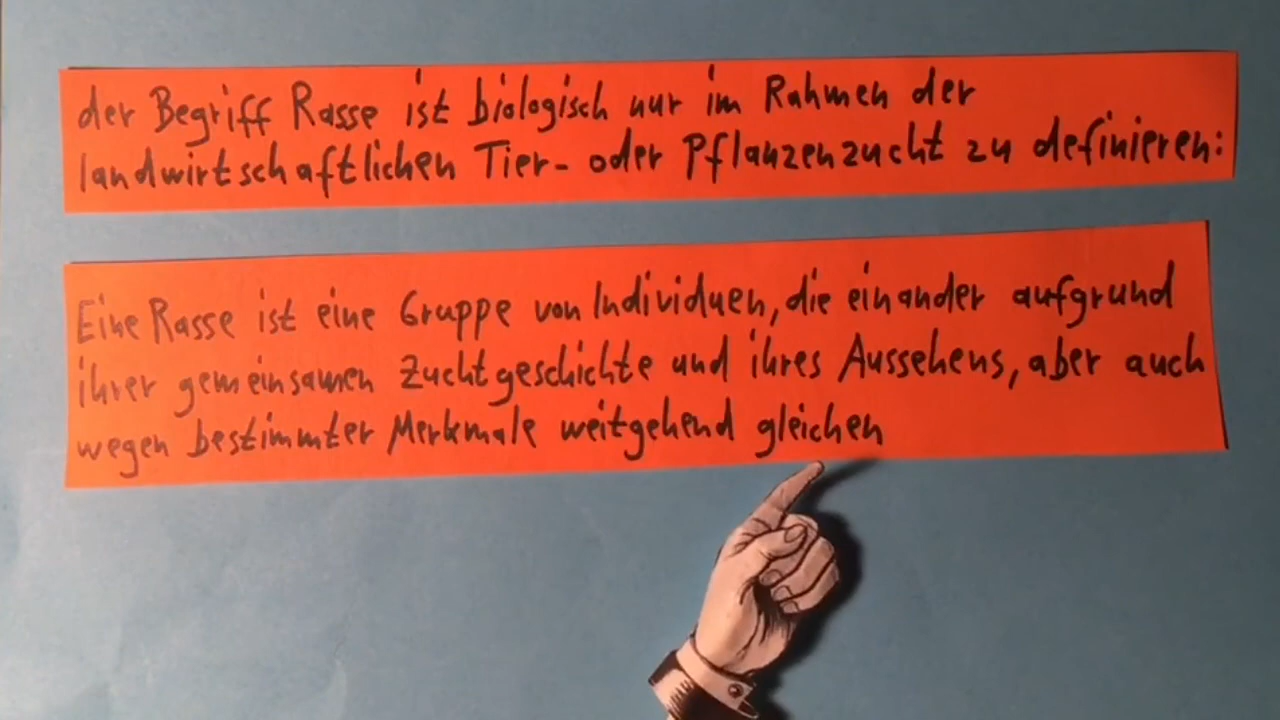 der Begriff Rasse ist biologisch nur im Rahmen der
landwirtschaftlichen Tier- oder Pflanzenzucht zu definieren:
Eine Rasse ist eine Gruppe von Individuen, die einander aufgrund
ihrer gemeinsamen Zuchtgeschichte und ihres Aussehens, aber auch
wegen bestimmter Merkmale weitgehend gleichen